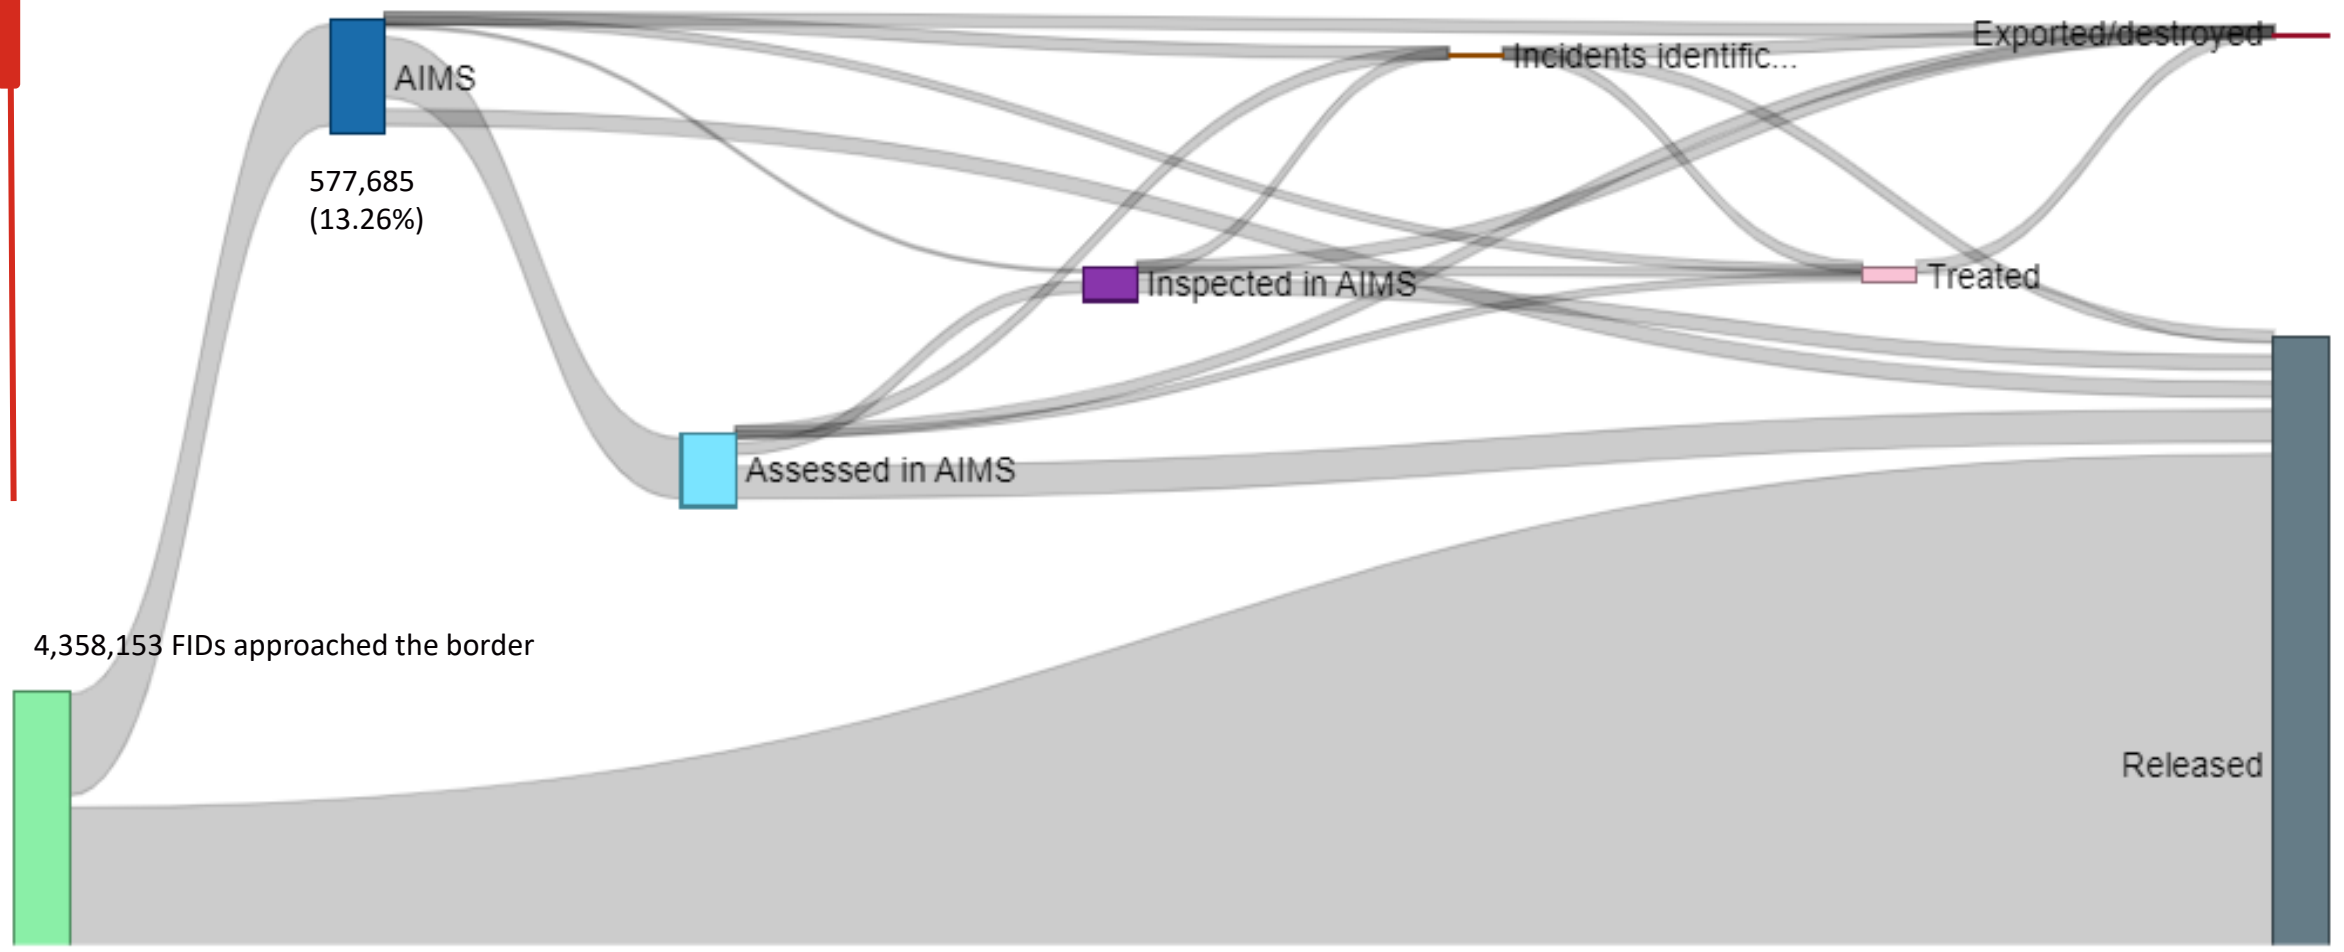 Exported/destroyed
Incidents identific...
AIMS
577,685
(13.26%)
Inspected in AIMS
Treated
Assessed in AIMS
4,358,153 FIDs approached the border
Released